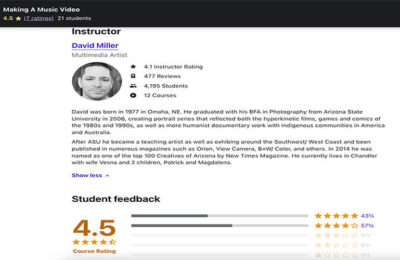 Making A Music Video
4.5 ★ (7 ratings) 21 students
Instructor
David Miller
Multimedia Artist
★ 4.1 Instructor Rating
477 Reviews
4,195 Students
12 Courses
David was born in 1977 in Omaha, NE. He graduated with his BFA in Photography from Arizona State
University in 2006, creating portrait series that reflected both the hyperkinetic films, games and comics of
the 1980s and 1990s, as well as more humanist documentary work with Indigenous communities in America
and Australia.
After ASU he became a teaching artist as well as exhibing around the Southwest/ West Coast and been
published in numerous magazines such as Orion, View Camera, B+W/ Color, and others. In 2014 he was
named as one of the top 100 Creatives of Arizona by New Times Magazine. He currently lives in Chandler
with wife Vesna and 2 children, Patrick and Magdalena.
Show less
Student feedback
43%
4.5
57%
0%
0%
Course Rating
0%